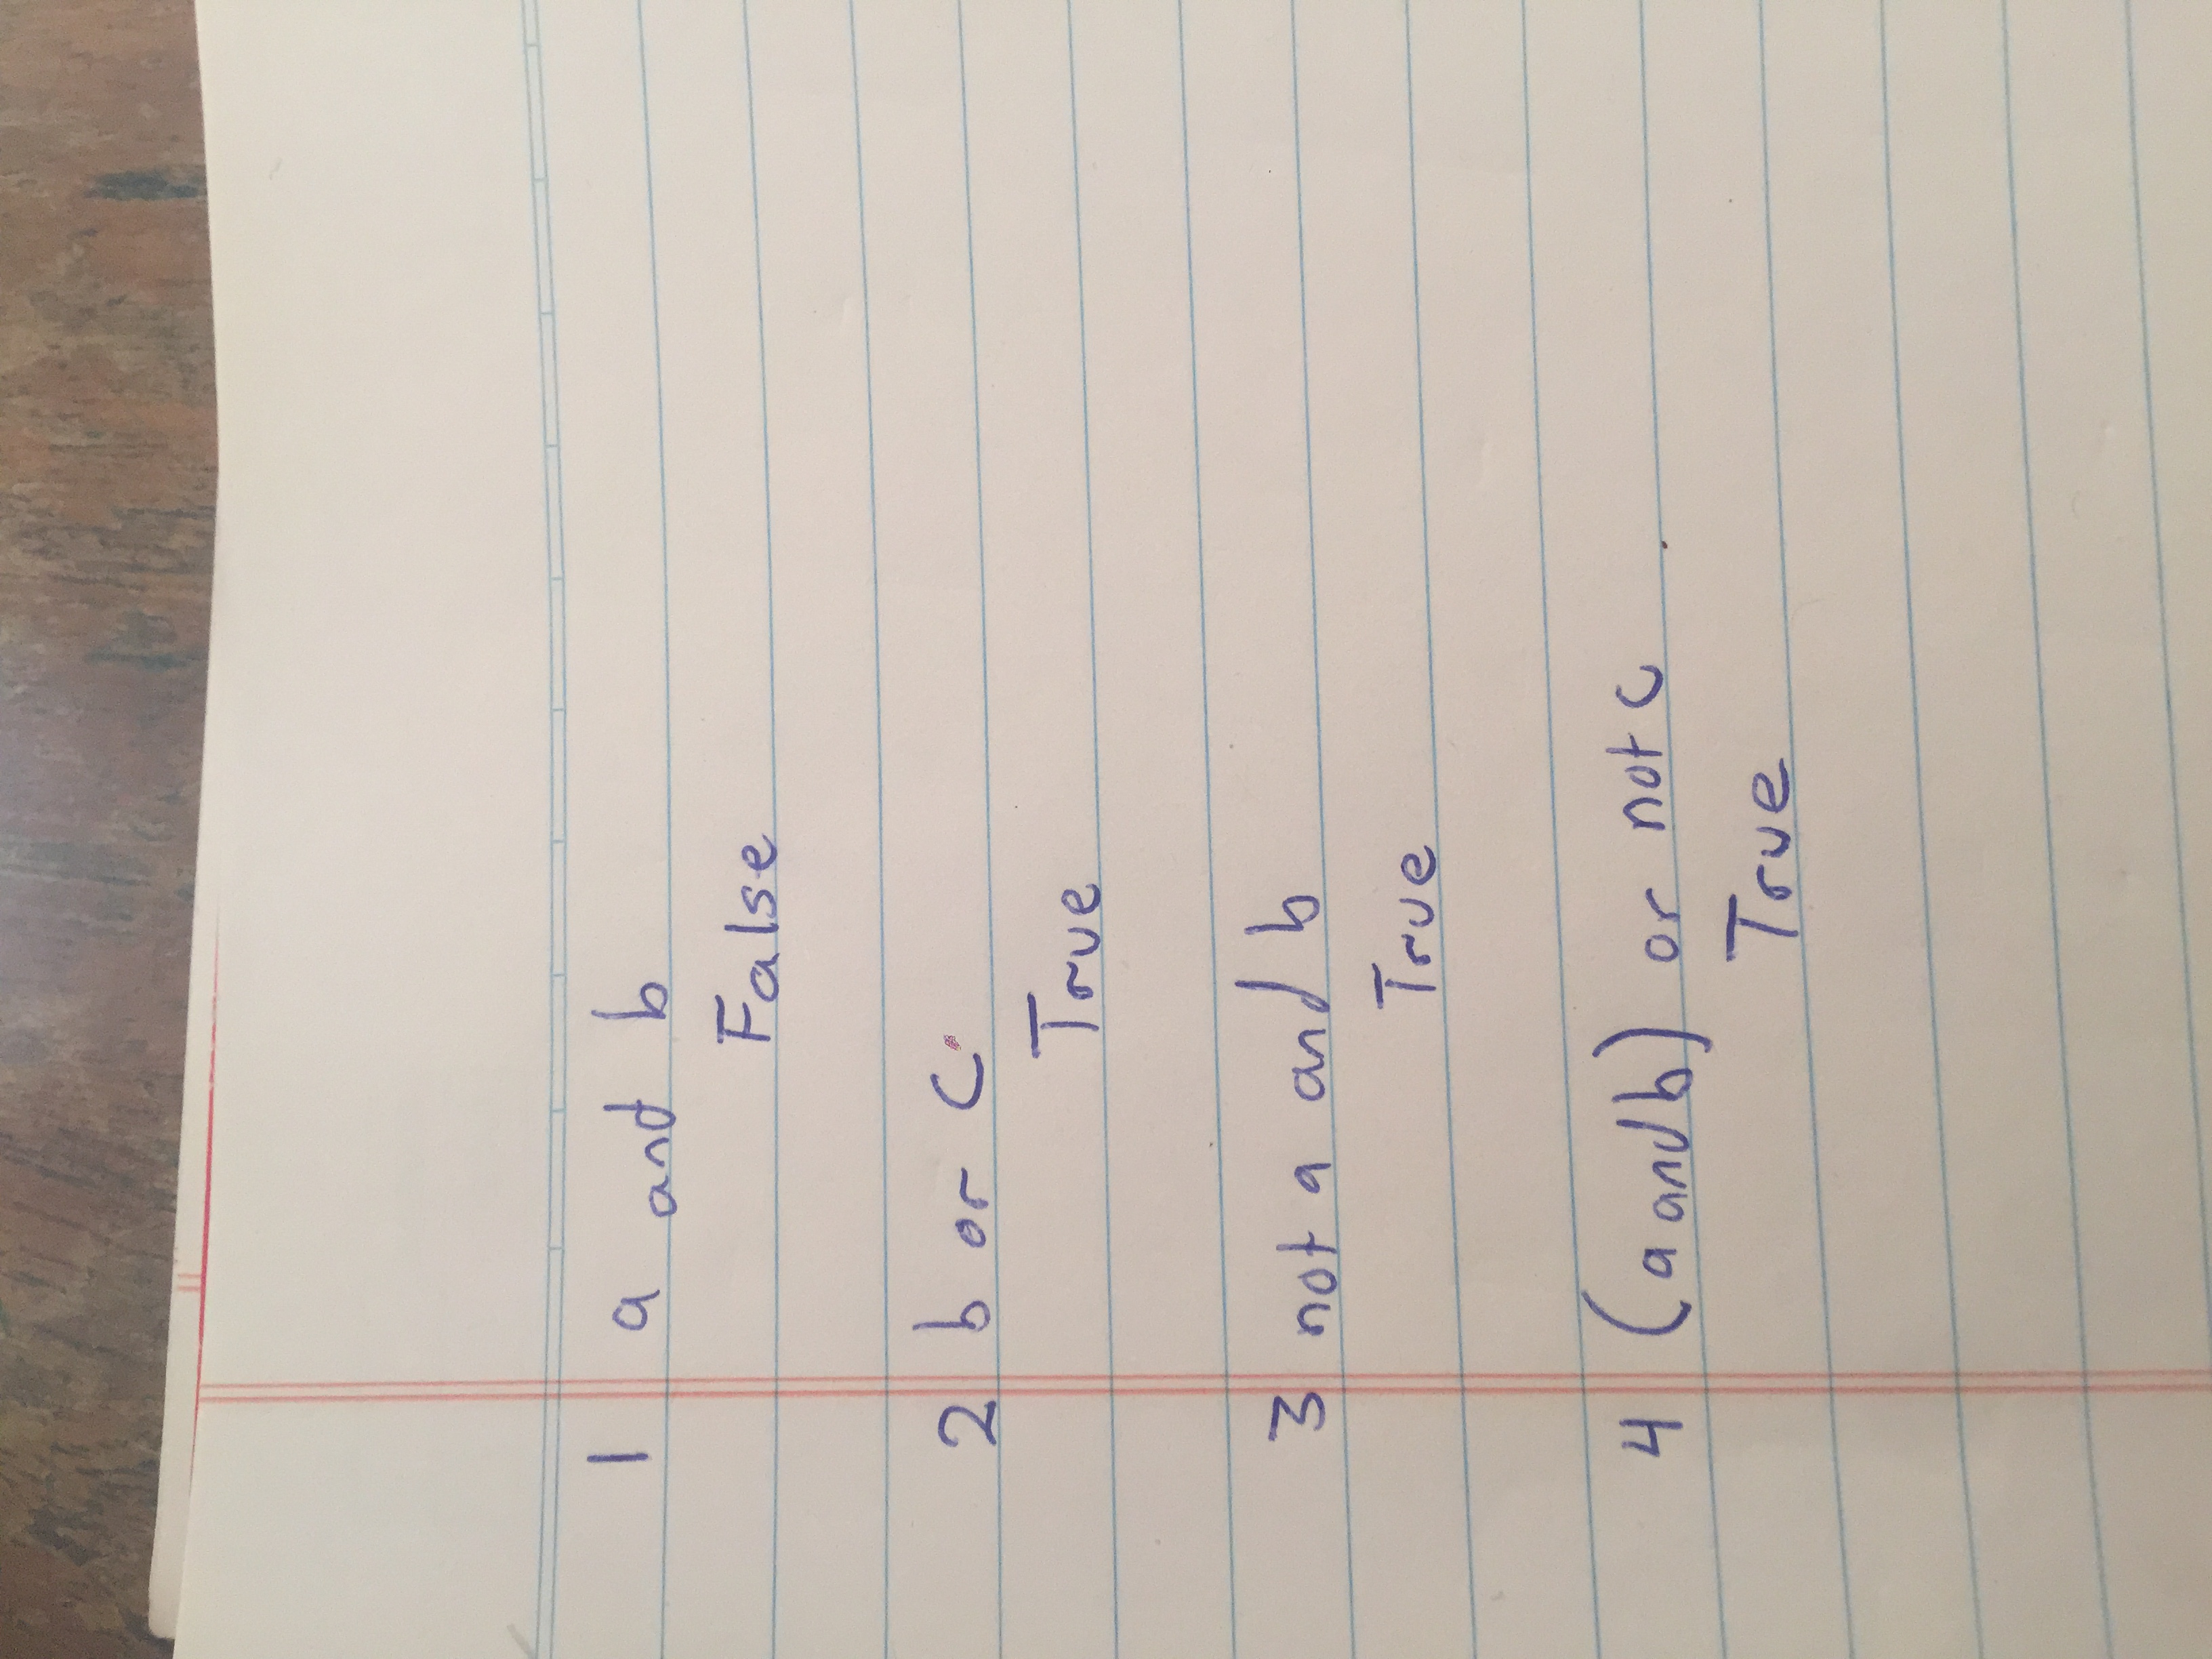 1 a and b
False
2 b or c
True
3 not a and b
True
4 (a and b) or not c
True